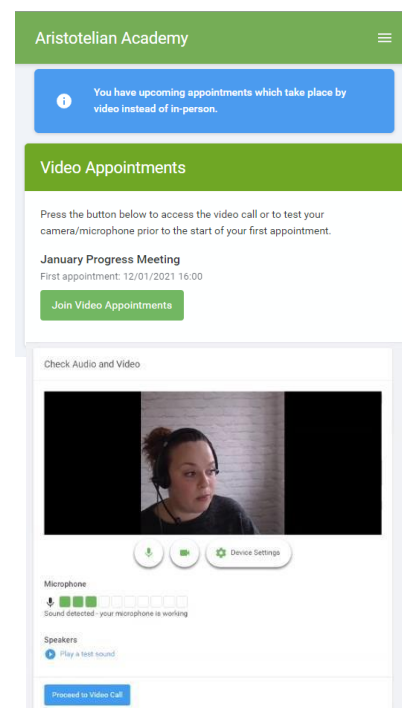 Aristotelian Academy
You have upcoming appointments which take place by
video instead of in-person.
Video Appointments
Press the button below to access the video call or to test your
camera/microphone prior to the start of your first appointment.
January Progress Meeting
First appointment: 12/01/2021 16:00
Join Video Appointments
Check Audio and Video
Device Settings
Microphone
Sound detected - your microphone is working
Speakers
Play a test sound
Proceed to Video Call